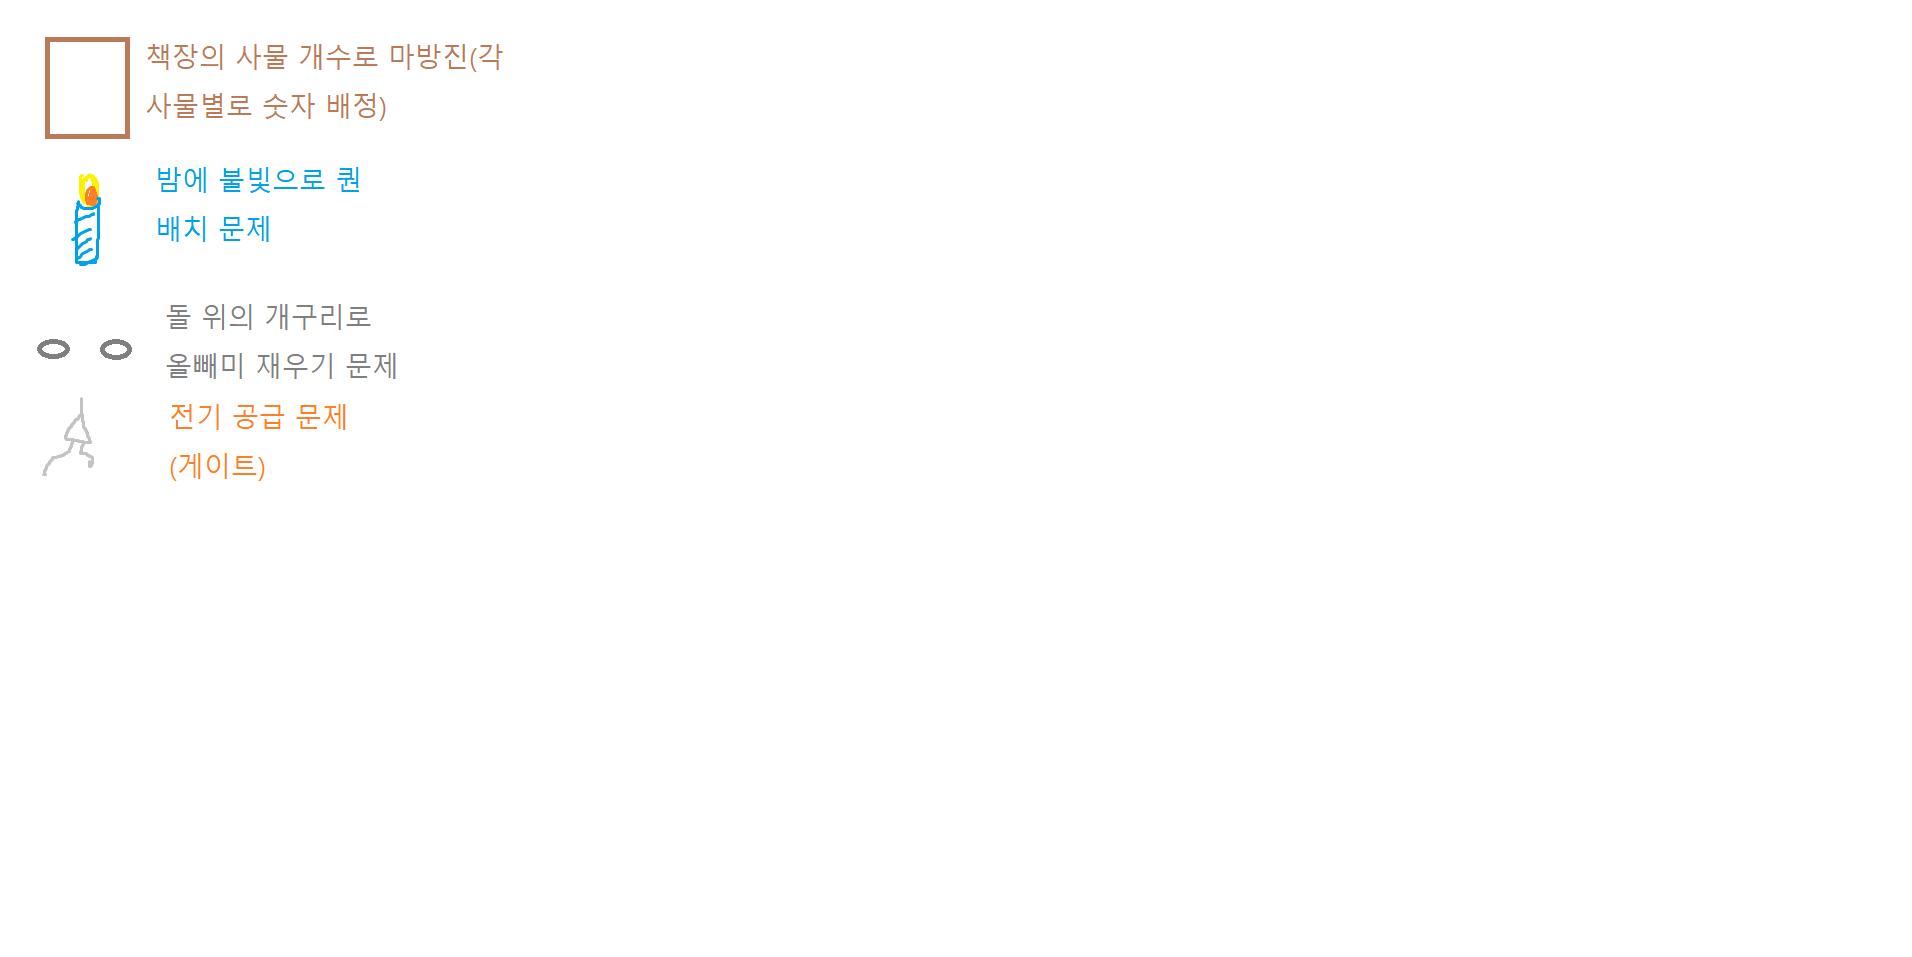 책장의 사물 개수로 마방진(각
사물별로 숫자 배정)
밤에 불빛으로 퀀
배치 문제
돌 위의 개구리로
올빼미 재우기 문제
전기 공급 문제
(게이트)